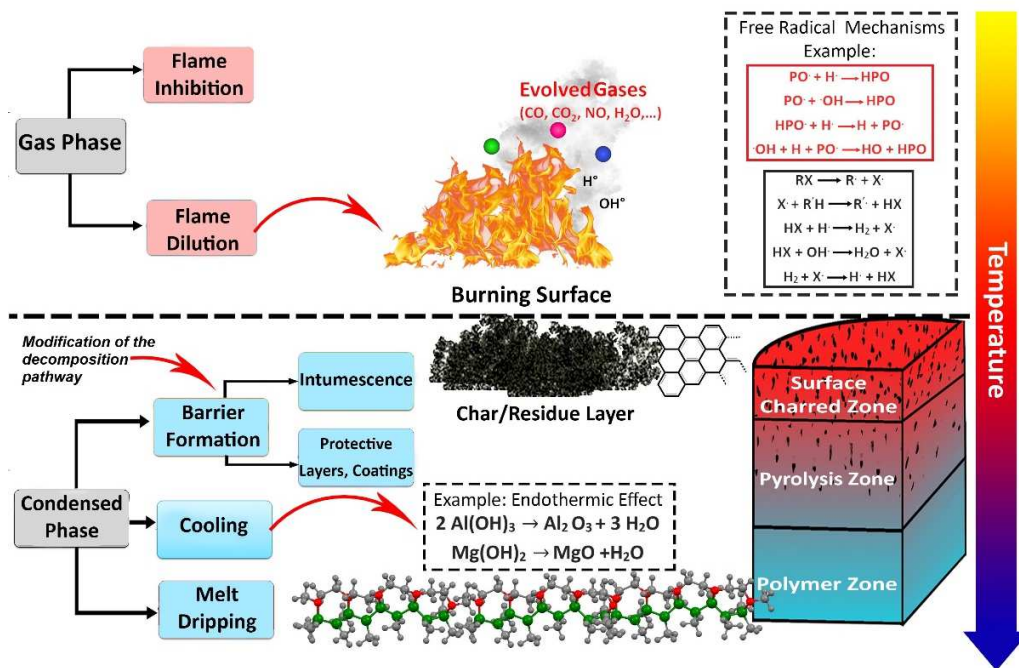 Flame
Inhibition
Gas Phase
Flame
Dilution
Evolved Gases
(CO, CO₂, NO, H₂O,...)
H°
OH°
Burning Surface
Free Radical Mechanisms
Example:
PO· + H· → HPO
PO· + ·OH → HPO
HPO· + H· → H + PO·
·OH + H + PO· → HO + HPO
RX → R· + X·
X· + R´H → R´· + HX
HX + H· → H₂ + X·
HX + OH· → H₂O + X·
H₂ + X· → H· + HX
Temperature
Modification of the
decomposition
pathway
Barrier
Formation
Intumescence
Protective
Layers, Coatings
Char/Residue Layer
Condensed
Phase
Cooling
Melt
Dripping
Example: Endothermic Effect
2 Al(OH)₃ → Al₂ O₃ + 3 H₂O
Mg(OH)₂ → MgO +H₂O
Surface
Charred Zone
Pyrolysis Zone
Polymer Zone